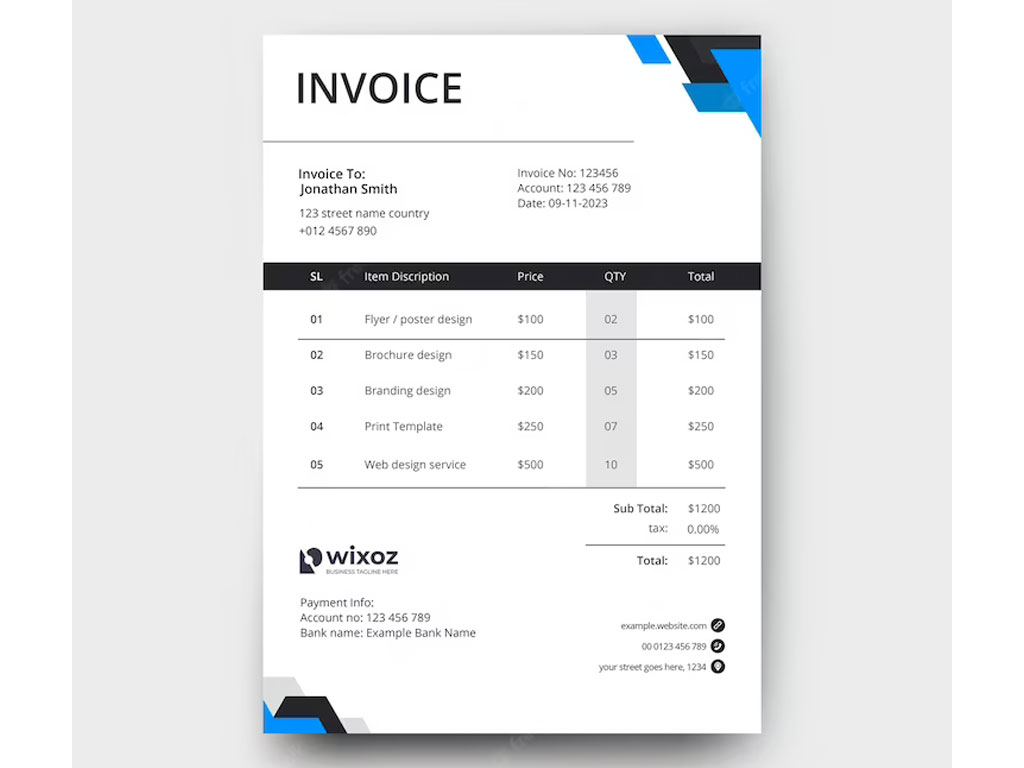 INVOICE
Invoice To:
Jonathan Smith
123 street name country
+012 4567 890
Invoice No: 123456
Account: 123 456 789
Date: 09-11-2023
SL Item Discription Price QTY Total
01 Flyer / poster design $100 02 $100
02 Brochure design $150 03 $150
03 Branding design $200 05 $200
04 Print Template $250 07 $250
05 Web design service $500 10 $500
Sub Total: $1200
tax: 0.00%
Total: $1200
wixoz
BUSINESS TAGLINE HERE
Payment Info:
Account no: 123 456 789
Bank name: Example Bank Name
example.website.com
00 0123 456 789
your street goes here, 1234